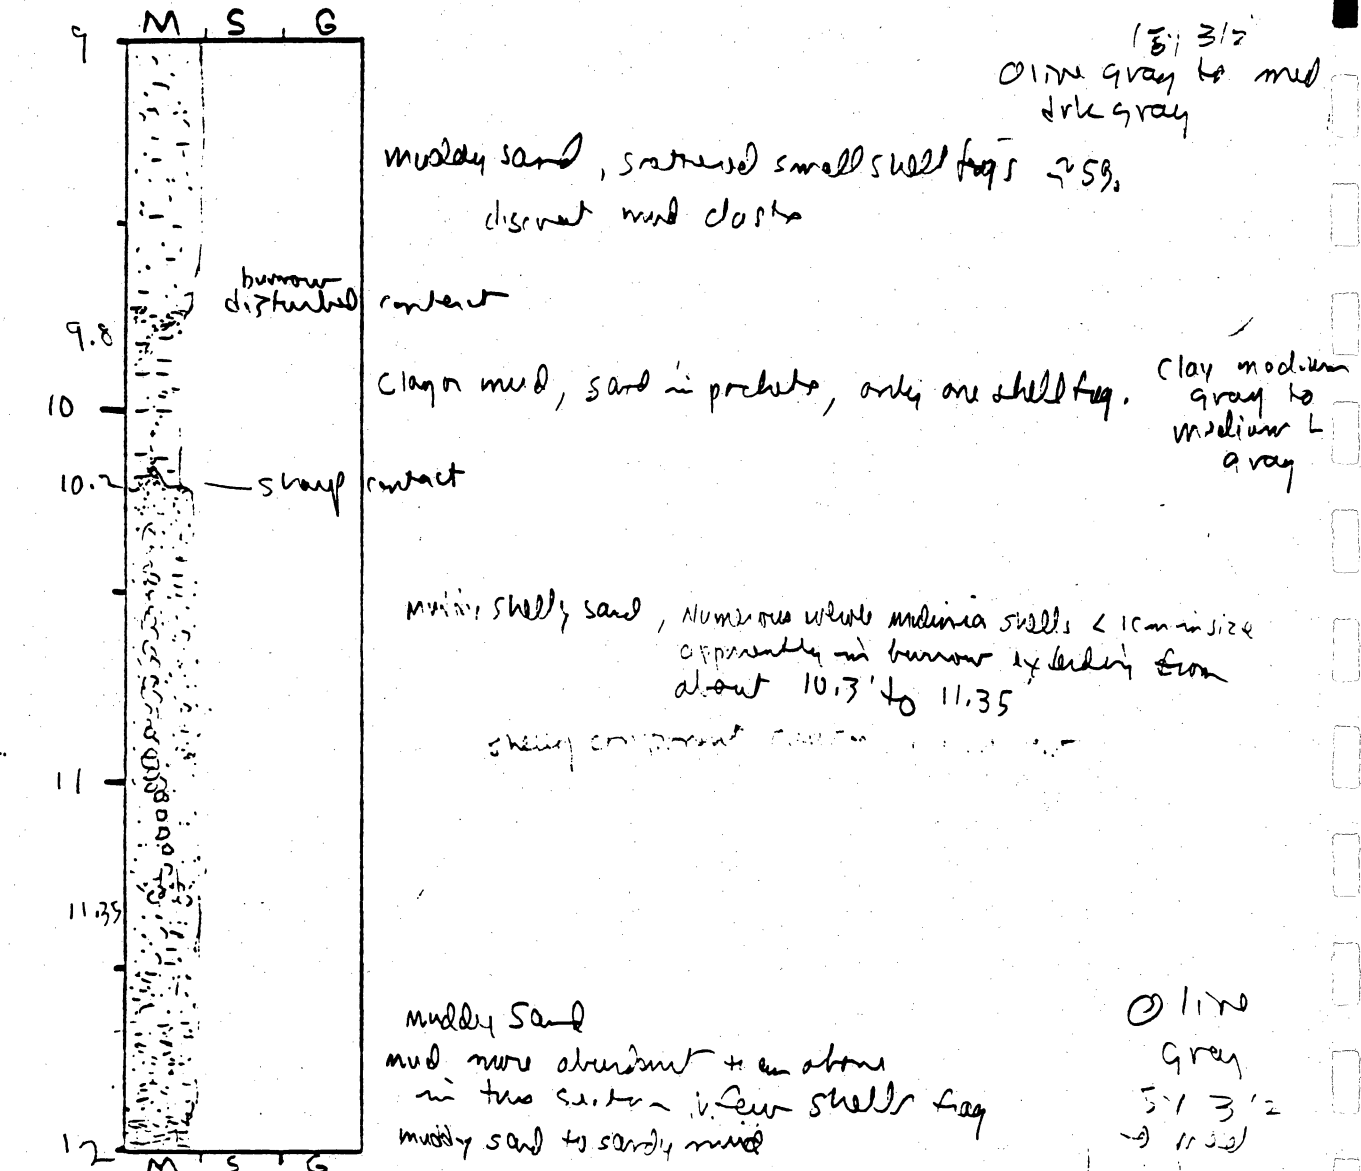 M S G
9
5y 3/2
Olive gray to med
drk gray
muddy sand, scattered small shell frags ~5%.
discreet mud clasts
burrow
disturbed contact
9.8
clay or mud, sand in pockets, only one shell frag.
clay medium
gray to
medium L
gray
10
10.2
sharp contact
shelly sand, Numerous whole mulinia shells < 1cm in size
apparently in burrow extending from
about 10.3' to 11.35'
component
11
11.35
muddy sand
mud more abundant than above
in this section, few shells frag
muddy sand to sandy mud
Olive
gray
5y 3/2
→ med
12
M S G